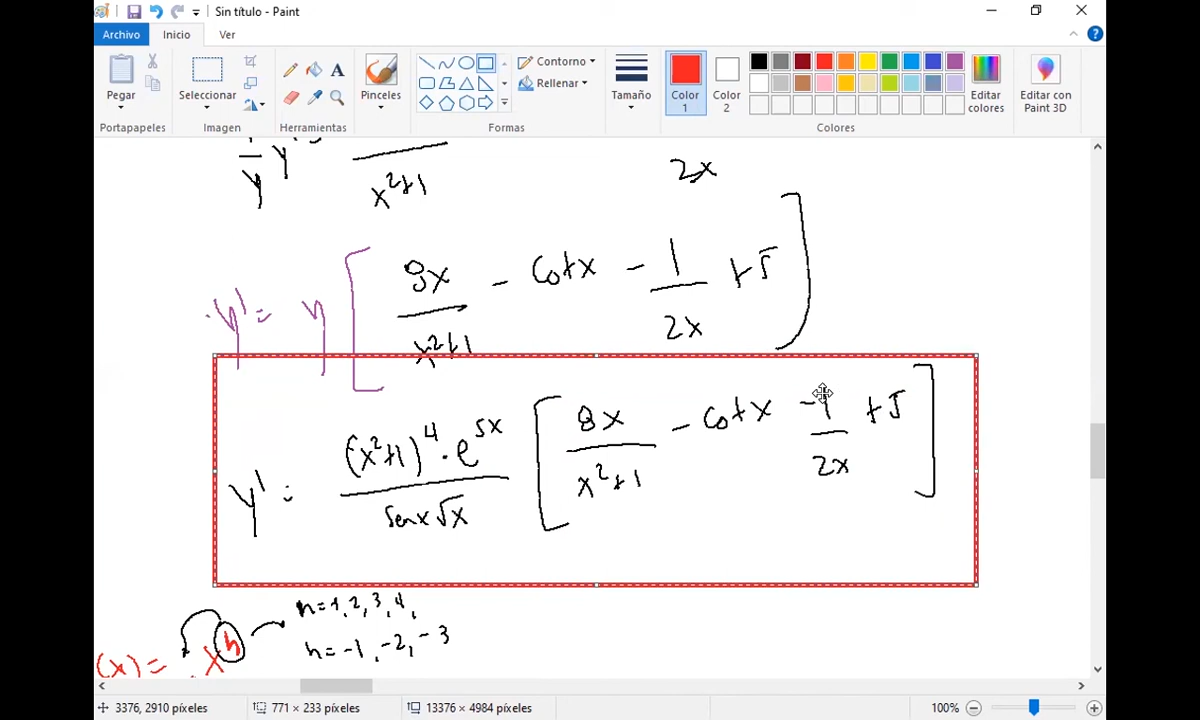 Sin título - Paint
Archivo Inicio Ver
Pegar Seleccionar Pinceles Contorno Rellenar Tamaño Color 1 Color 2 Editar colores Editar con Paint 3D
Portapapeles Imagen Herramientas Formas Colores
1/y y' = x²+1 2x
y' = y [ 8x/(x²+1) - Cotx - 1/2x + 5 ]
y' = (x²+1)⁴ · e^5x / senx √x [ 8x/(x²+1) - cotx - 1/2x + 5 ]
n=1,2,3,4,
n=-1,-2,-3
(x) = x^n
3376, 2910 píxeles 771 × 233 píxeles 13376 × 4984 píxeles 100%